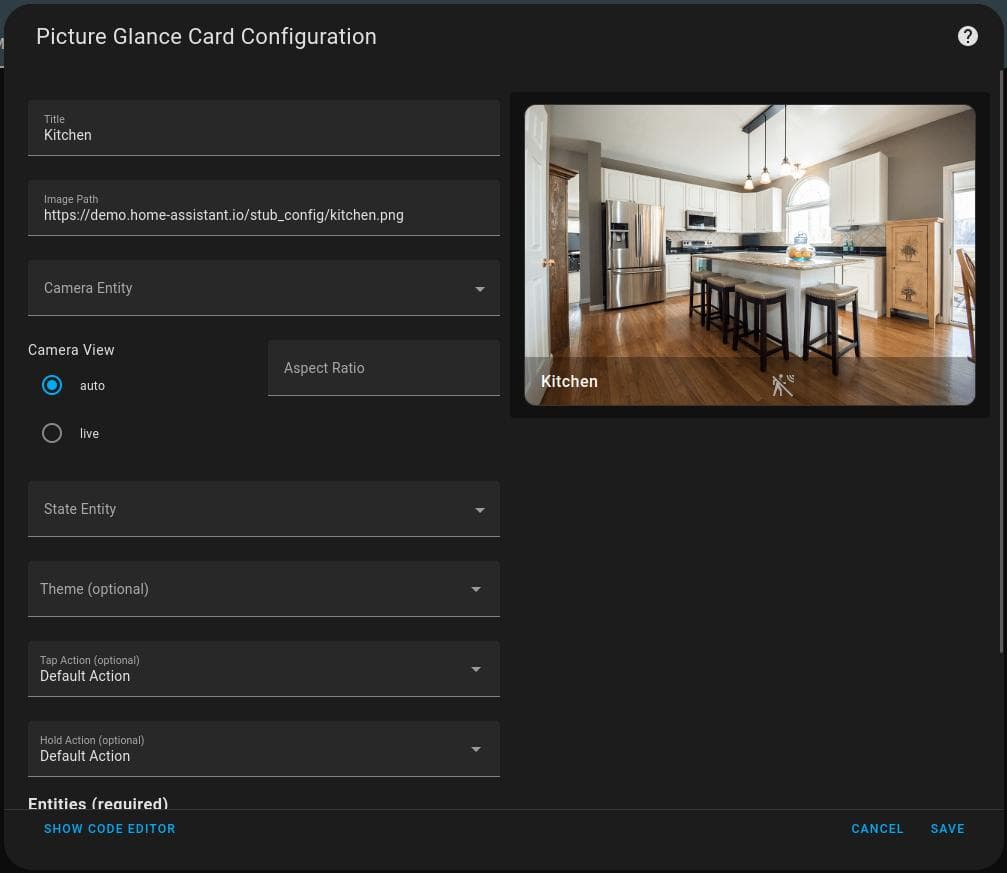 Picture Glance Card Configuration
Title
Kitchen
Image Path
https://demo.home-assistant.io/stub_config/kitchen.png
Camera Entity
Camera View
auto
live
Aspect Ratio
Kitchen
State Entity
Theme (optional)
Tap Action (optional)
Default Action
Hold Action (optional)
Default Action
Entities (required)
SHOW CODE EDITOR
CANCEL
SAVE